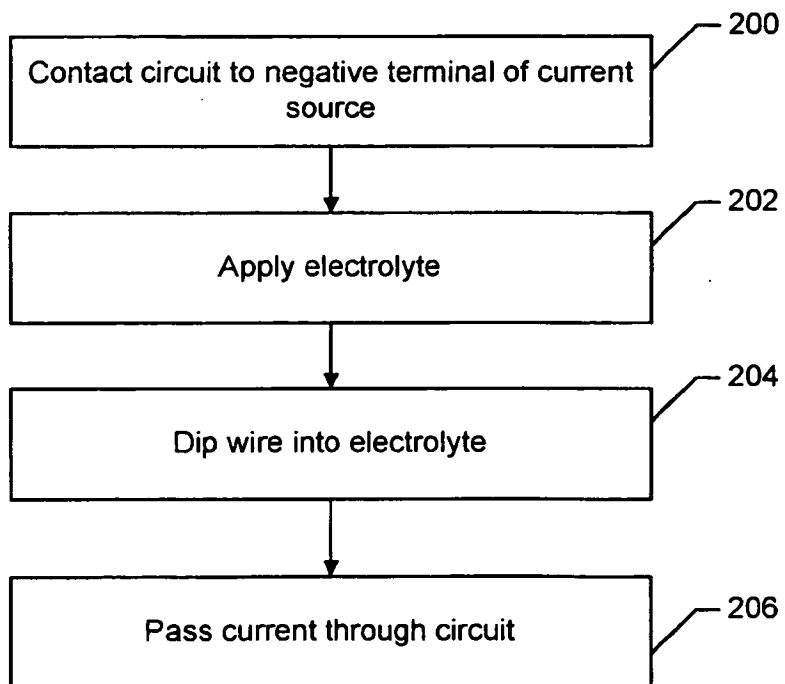 200
Contact circuit to negative terminal of current
source
202
Apply electrolyte
204
Dip wire into electrolyte
206
Pass current through circuit